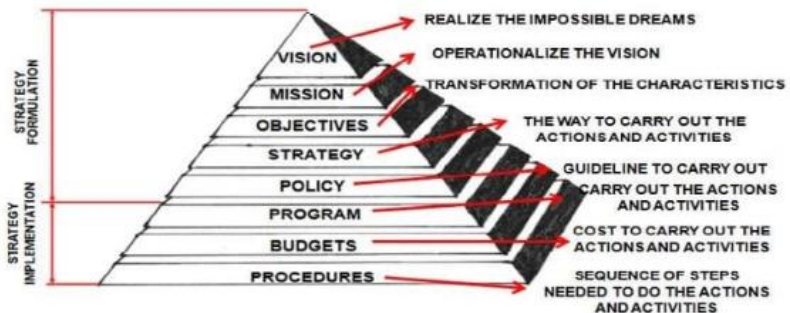 REALIZE THE IMPOSSIBLE DREAMS
VISION
OPERATIONALIZE THE VISION
MISSION
TRANSFORMATION OF THE CHARACTERISTICS
OBJECTIVES
THE WAY TO CARRY OUT THE
ACTIONS AND ACTIVITIES
STRATEGY
GUIDELINE TO CARRY OUT
POLICY
CARRY OUT THE ACTIONS
AND ACTIVITIES
PROGRAM
COST TO CARRY OUT THE
ACTIONS AND ACTIVITIES
BUDGETS
SEQUENCE OF STEPS
NEEDED TO DO THE ACTIONS
AND ACTIVITIES
PROCEDURES
STRATEGY
FORMULATION
STRATEGY
IMPLEMENTATION